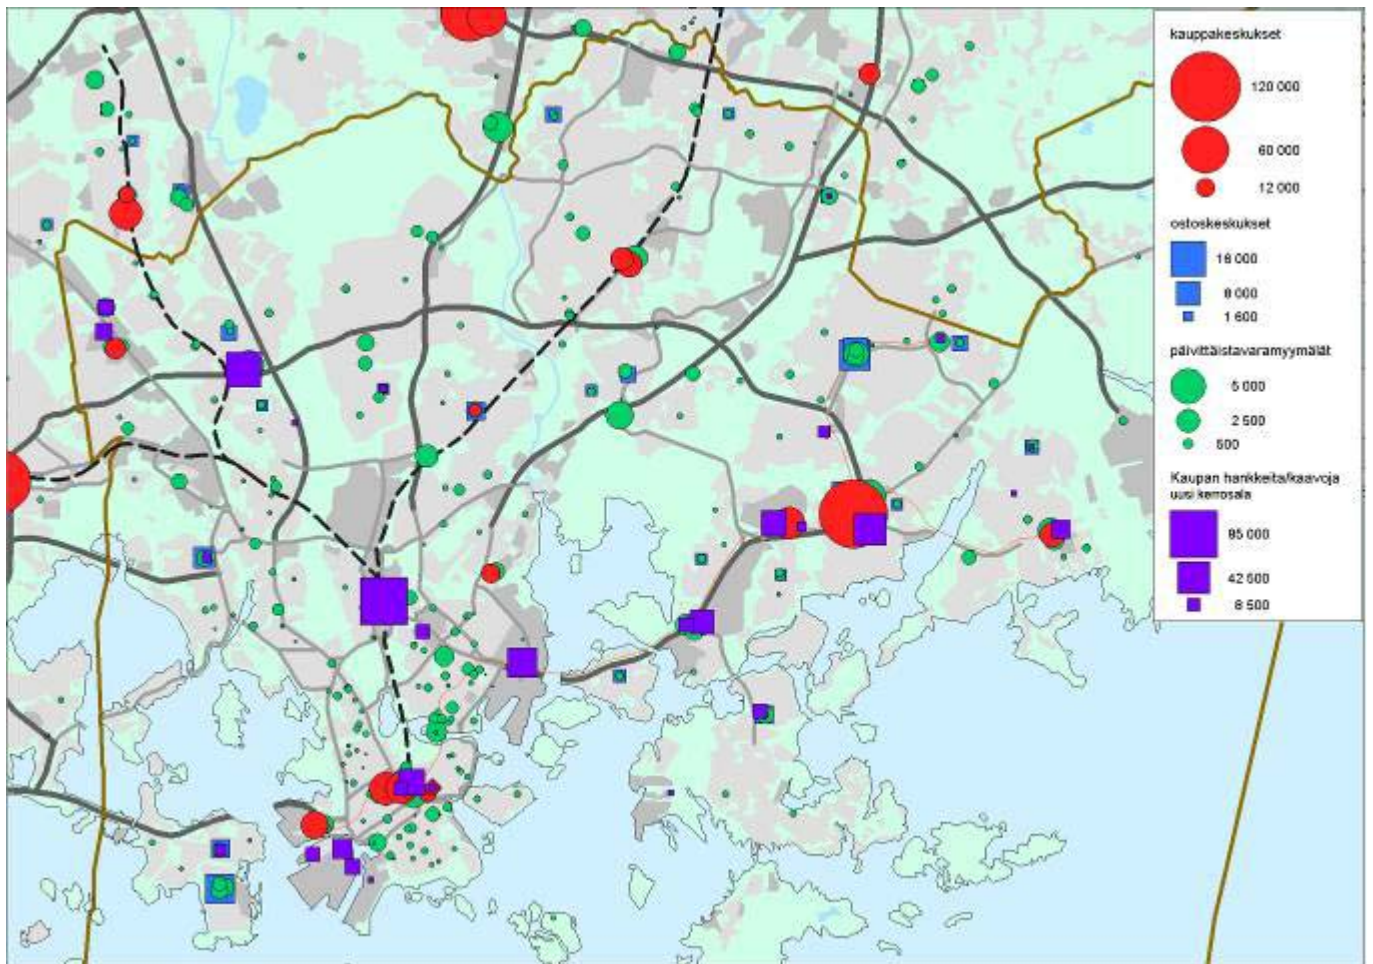 kauppakeskukset
120 000
60 000
12 000
ostoskeskukset
16 000
8 000
1 600
päivittäistavaramyymälät
5 000
2 500
500
Kaupan hankkeita/kaavoja
uusi kerrosala
85 000
42 500
8 500